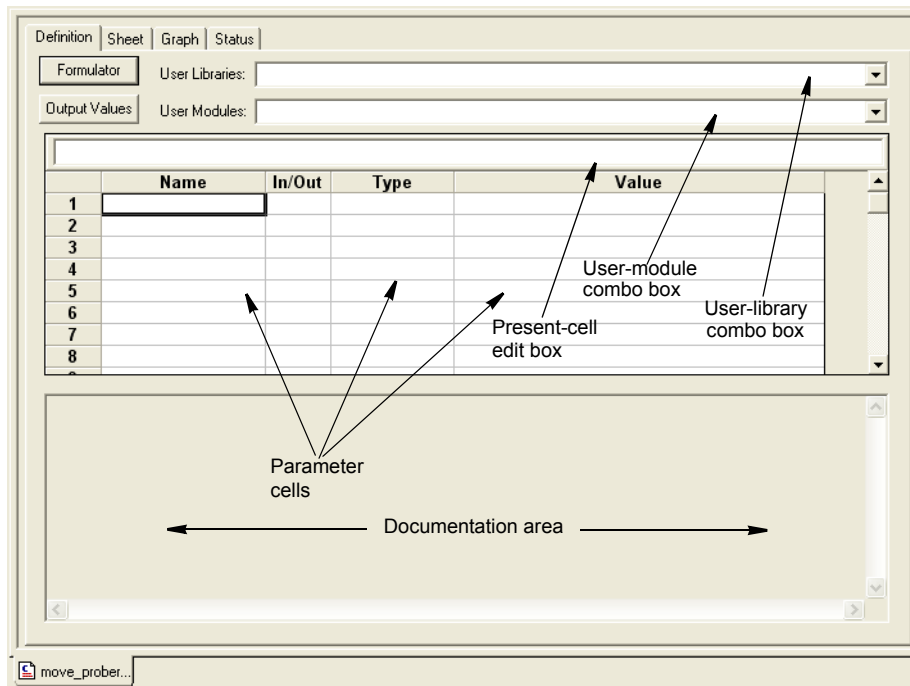 Definition Sheet Graph Status
Formulator User Libraries:
Output Values User Modules:
Name In/Out Type Value
1
2
3
4
5
6
7
8
User-module
combo box
User-library
combo box
Present-cell
edit box
Parameter
cells
Documentation area
move_prober...